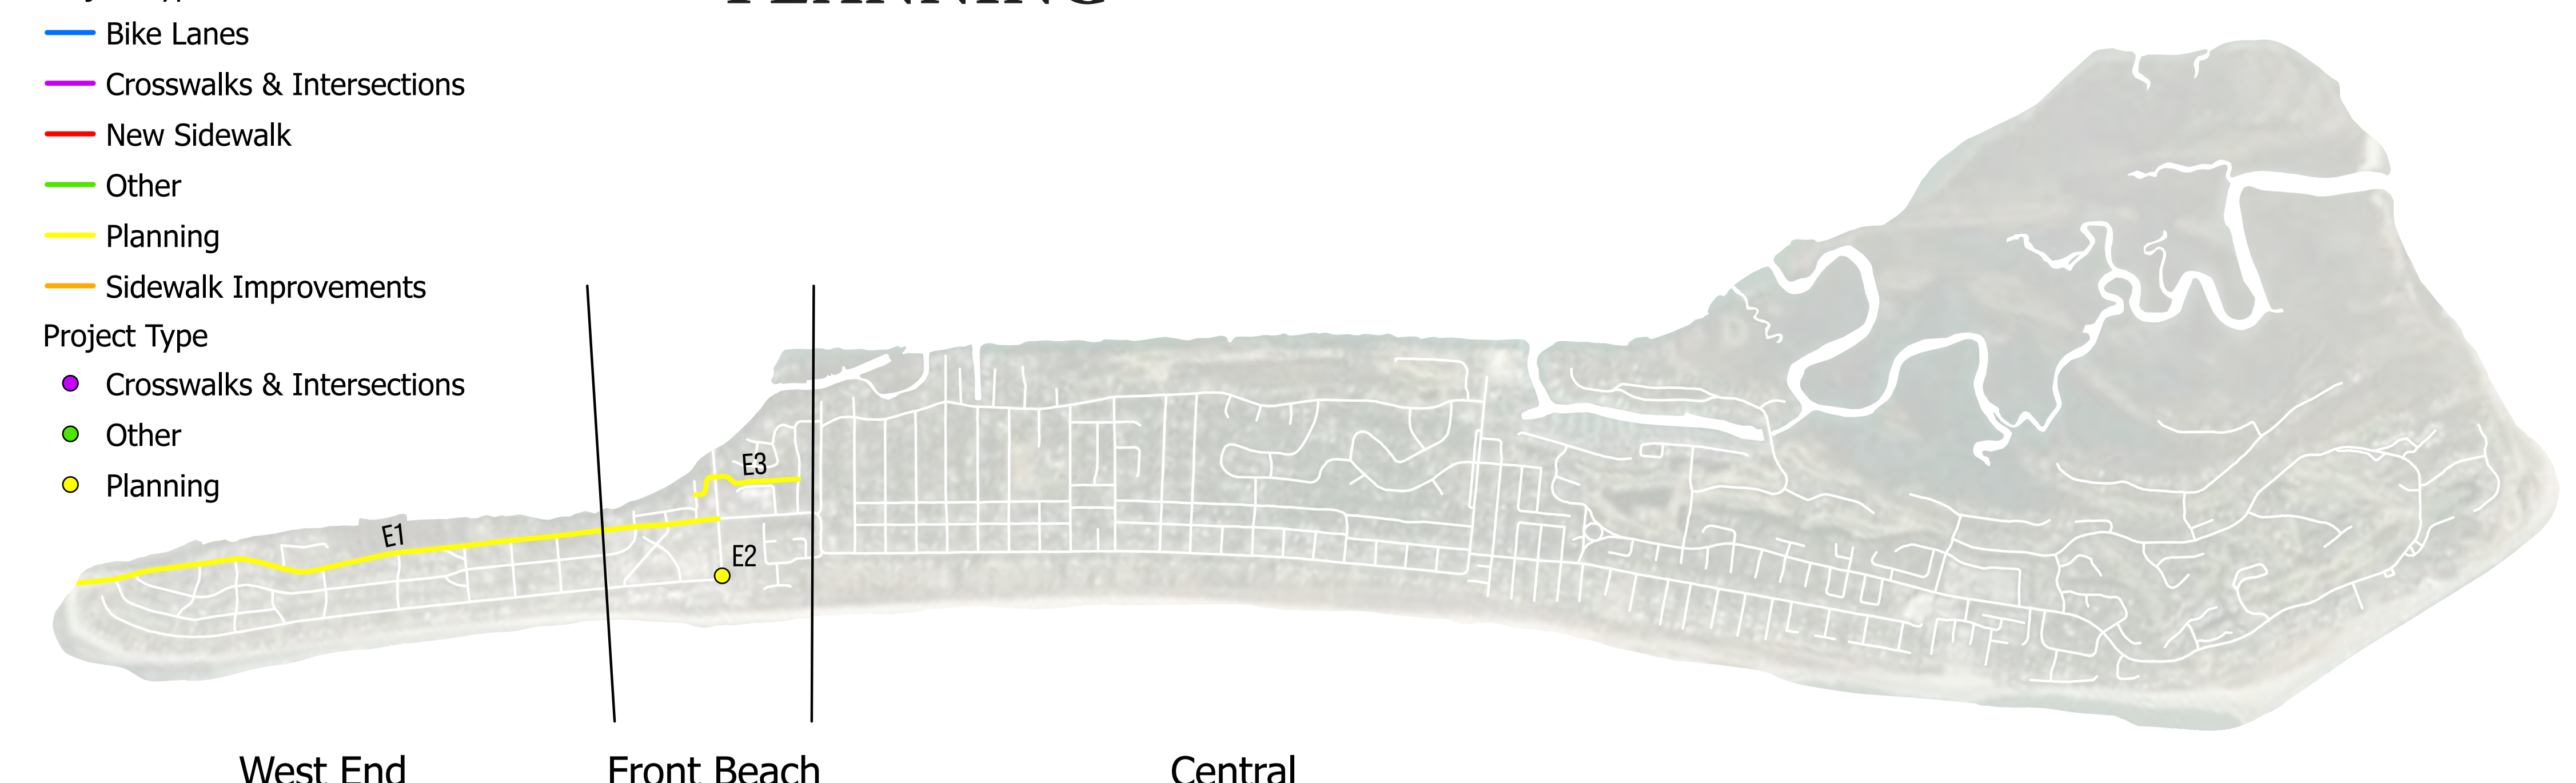 PLANNING
Bike Lanes
Crosswalks & Intersections
New Sidewalk
Other
Planning
Sidewalk Improvements
Project Type
Crosswalks & Intersections
Other
Planning
E3
E1
E2
West End
Front Beach
Central